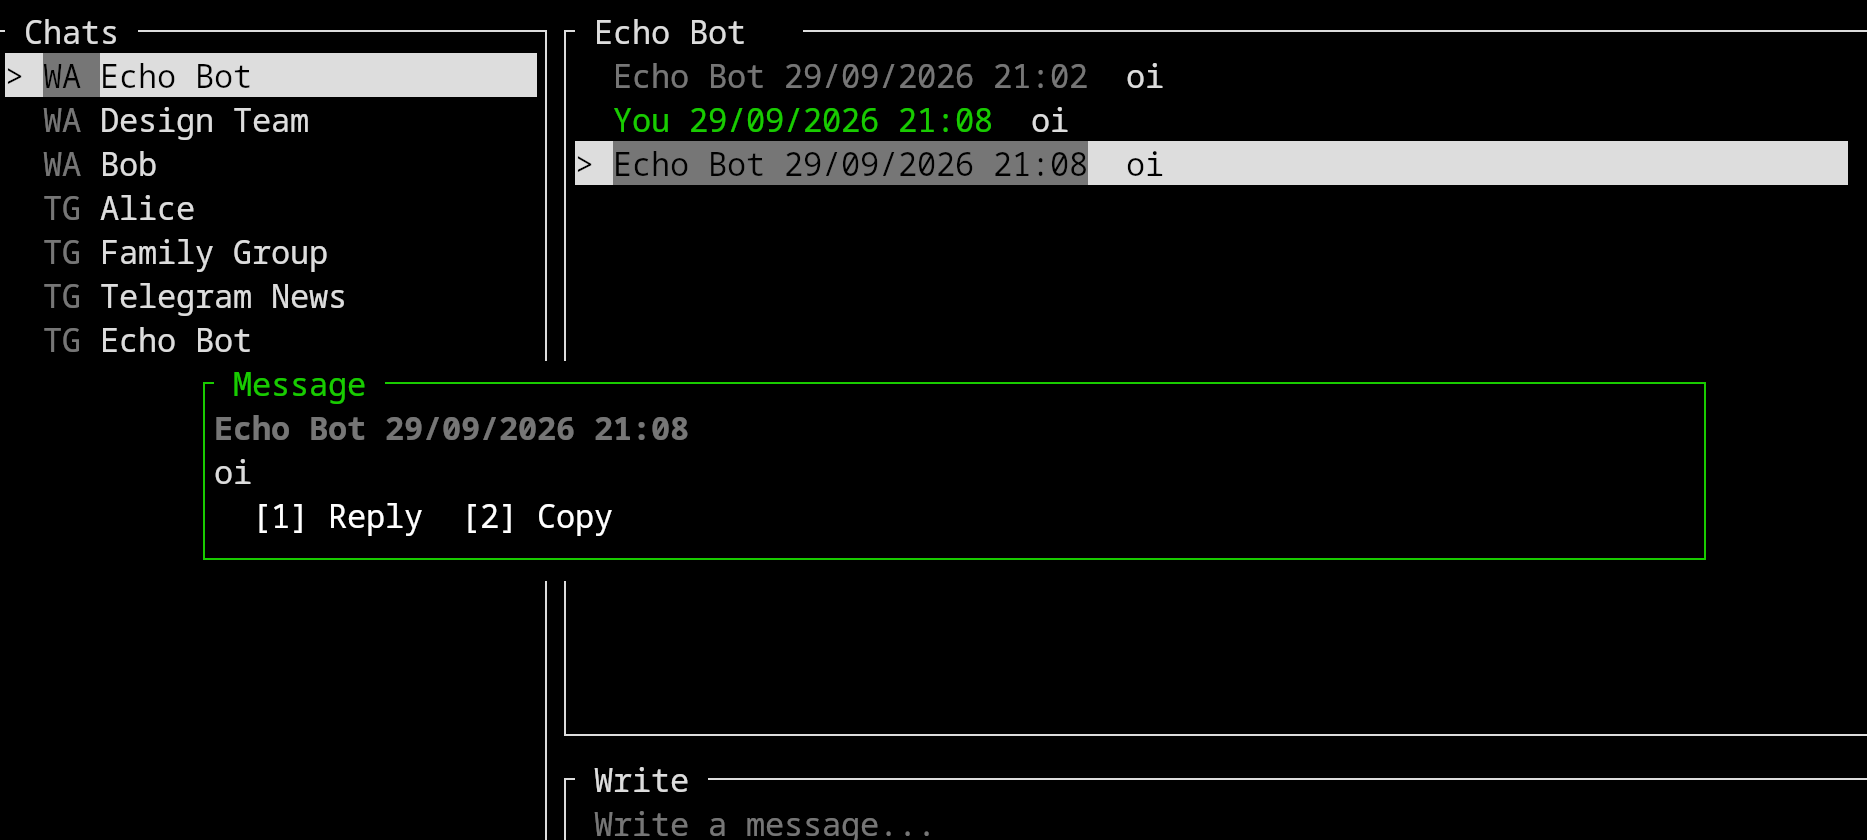 Chats
> WA Echo Bot
WA Design Team
WA Bob
TG Alice
TG Family Group
TG Telegram News
TG Echo Bot
Echo Bot
Echo Bot 29/09/2026 21:02 oi
You 29/09/2026 21:08 oi
> Echo Bot 29/09/2026 21:08 oi
Message
Echo Bot 29/09/2026 21:08
oi
[1] Reply [2] Copy
Write
Write a message...